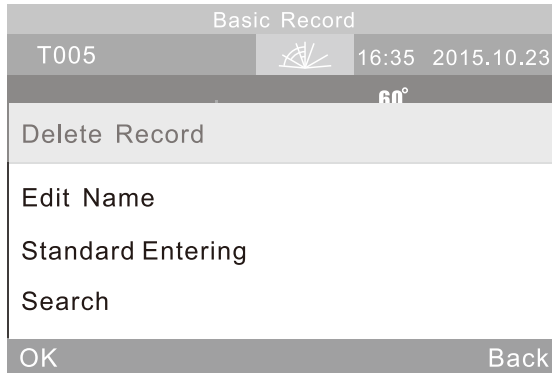 Basic Record
T005 16:35 2015.10.23
60°
Delete Record
Edit Name
Standard Entering
Search
OK Back